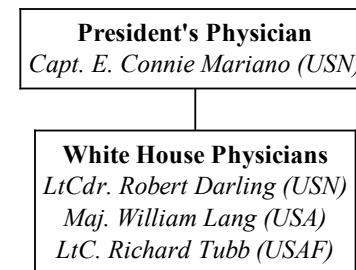 President's Physician
Capt. E. Connie Mariano (USN)
White House Physicians
LtCdr. Robert Darling (USN)
Maj. William Lang (USA)
LtC. Richard Tubb (USAF)